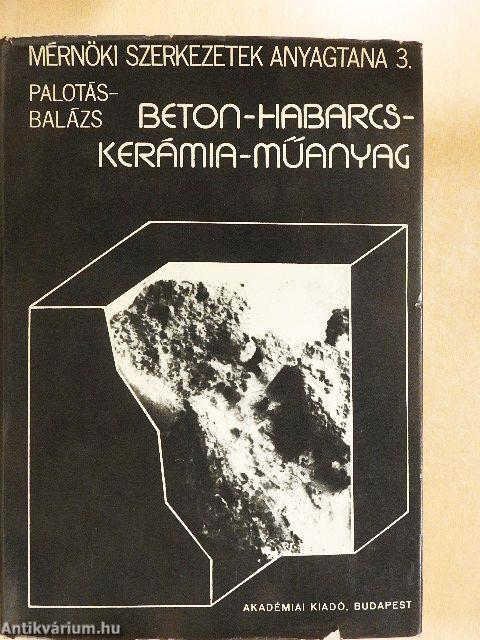 MÉRNÖKI SZERKEZETEK ANYAGTANA 3.
PALOTÁS-
BALÁZS
BETON-HABARCS-
KERÁMIA-MŰANYAG
AKADÉMIAI KIADÓ, BUDAPEST
Antikvárium.hu